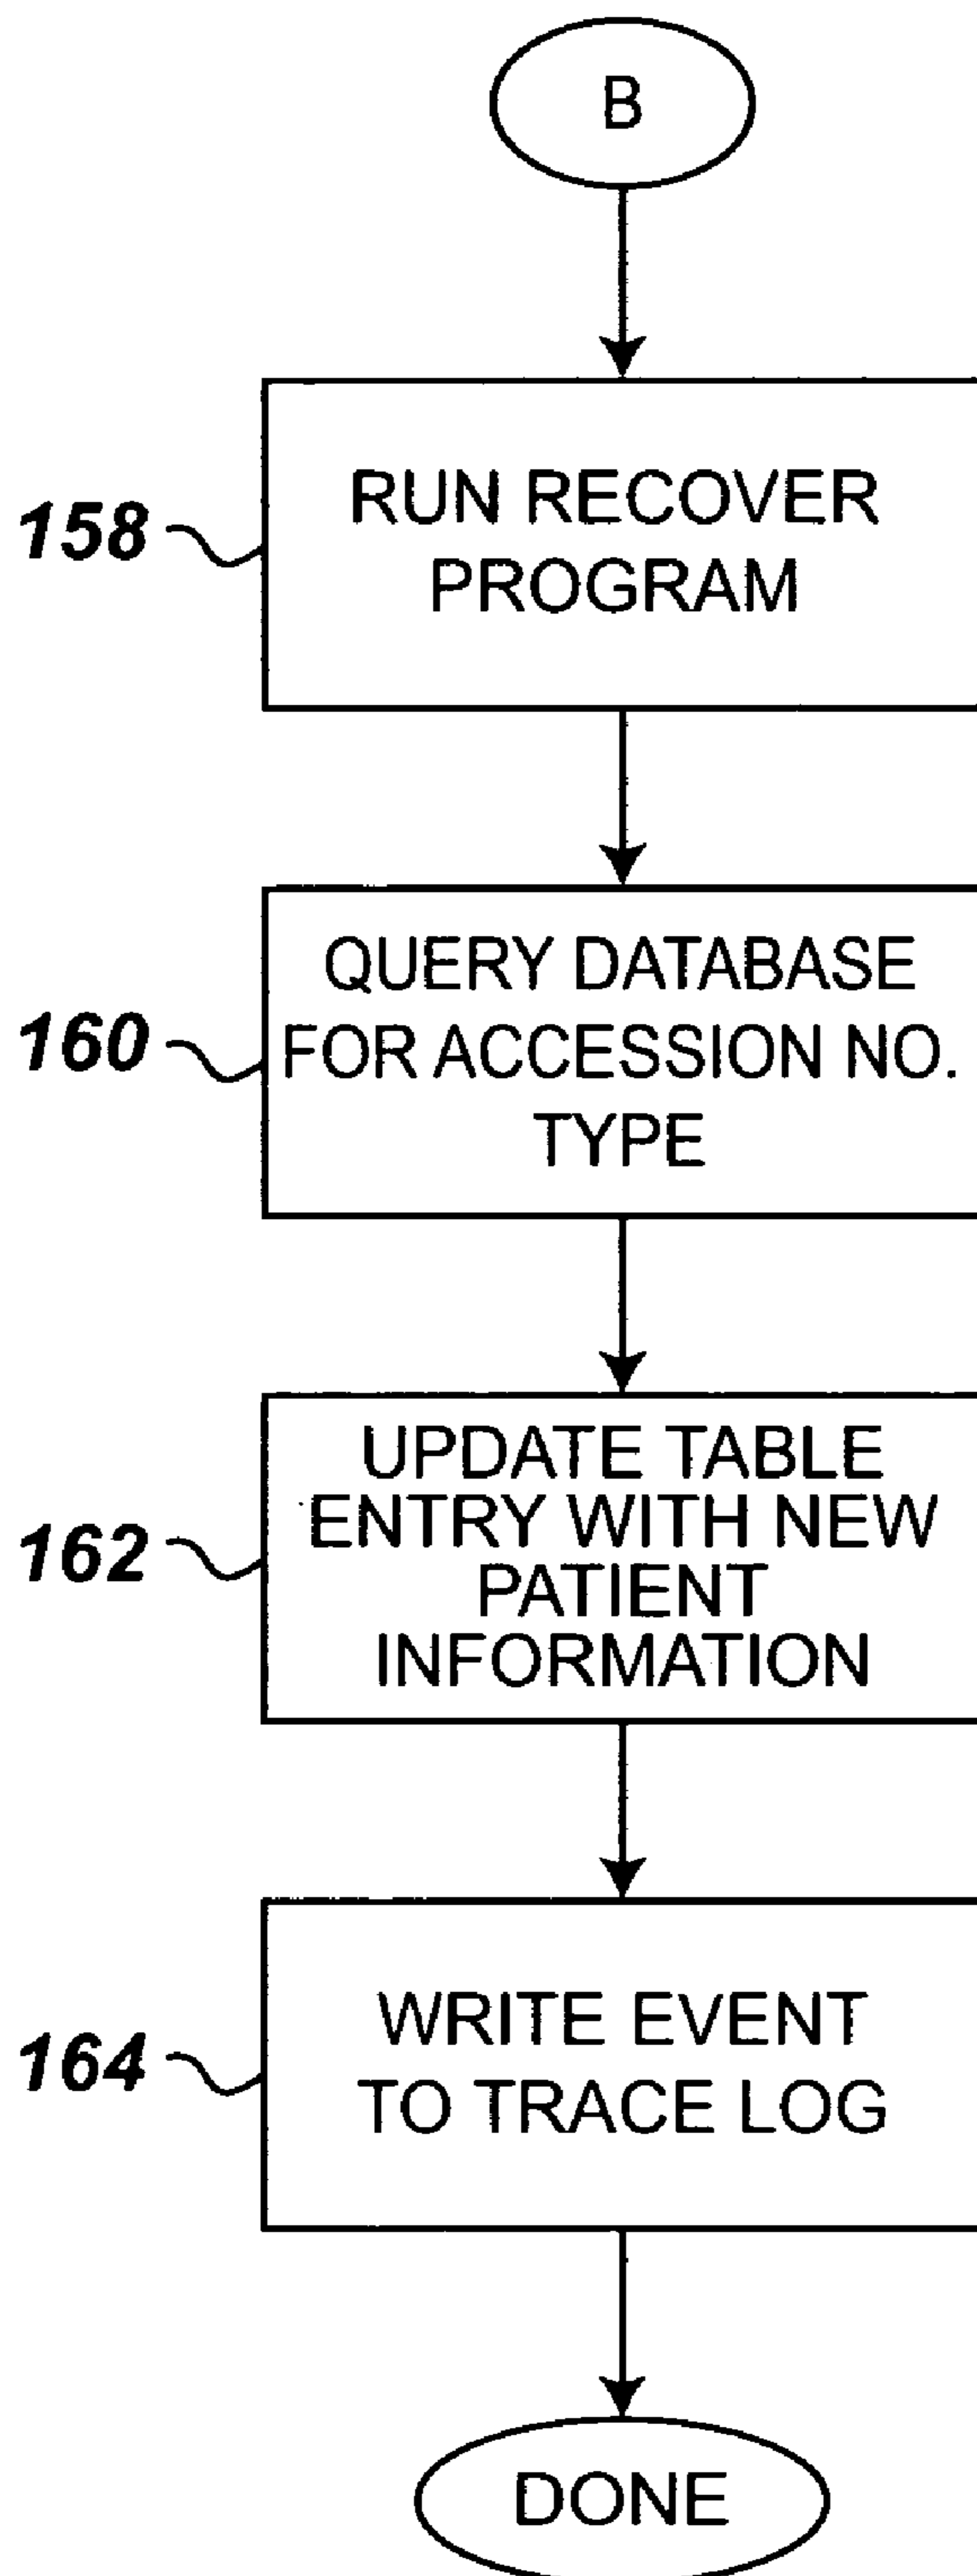 B
158
RUN RECOVER
PROGRAM
160
QUERY DATABASE
FOR ACCESSION NO.
TYPE
162
UPDATE TABLE
ENTRY WITH NEW
PATIENT
INFORMATION
164
WRITE EVENT
TO TRACE LOG
DONE